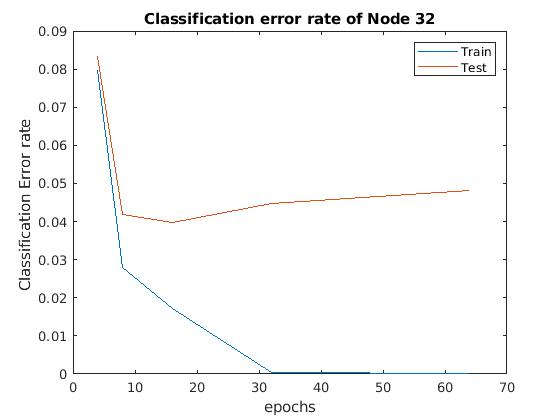 Classification error rate of Node 32
0.09
0.08
0.07
0.06
0.05
0.04
0.03
0.02
0.01
0
Classification Error rate
Train
Test
0 10 20 30 40 50 60 70
epochs